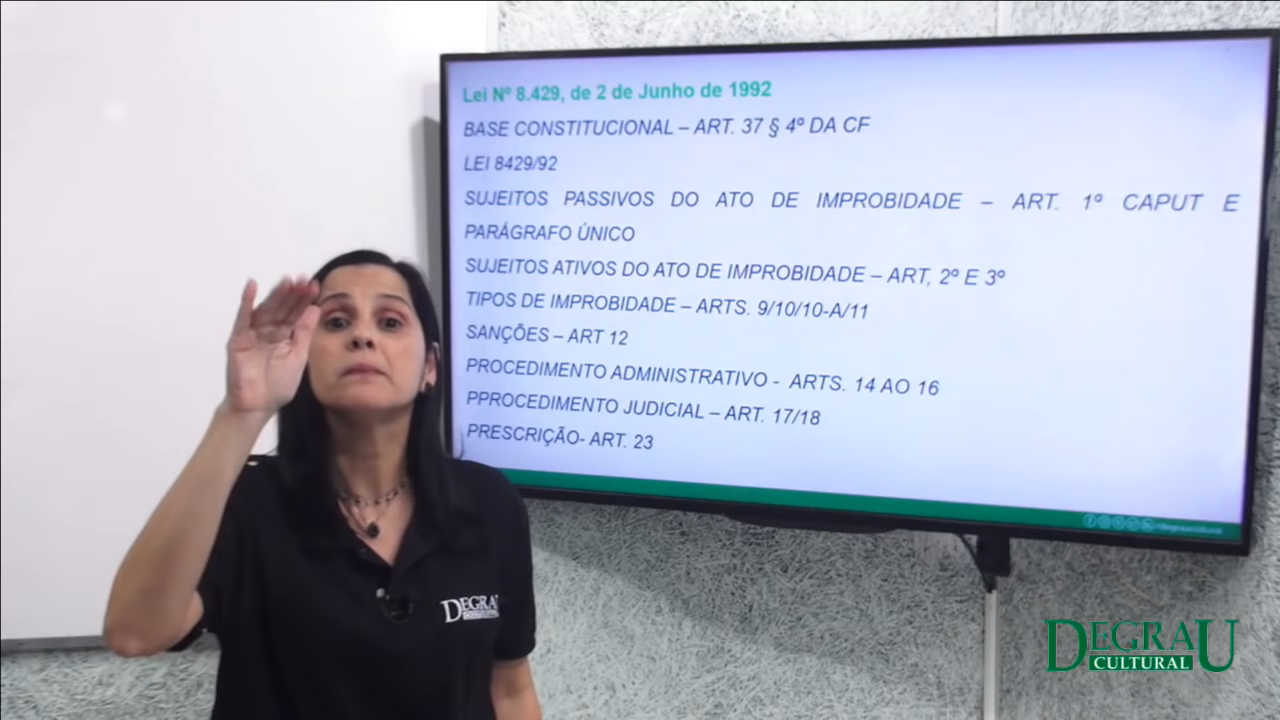 Lei Nº 8.429, de 2 de Junho de 1992
BASE CONSTITUCIONAL – ART. 37 § 4º DA CF
LEI 8429/92
SUJEITOS PASSIVOS DO ATO DE IMPROBIDADE – ART. 1º CAPUT E
PARÁGRAFO ÚNICO
SUJEITOS ATIVOS DO ATO DE IMPROBIDADE – ART, 2º E 3º
TIPOS DE IMPROBIDADE – ARTS. 9/10/10-A/11
SANÇÕES – ART 12
PROCEDIMENTO ADMINISTRATIVO - ARTS. 14 AO 16
PPROCEDIMENTO JUDICIAL – ART. 17/18
PRESCRIÇÃO- ART. 23
DEGRAU
DEGRAU
CULTURAL